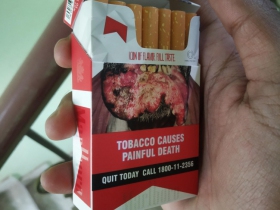 TOBACCO CAUSES
PAINFUL DEATH
QUIT TODAY CALL 1800-11-2356